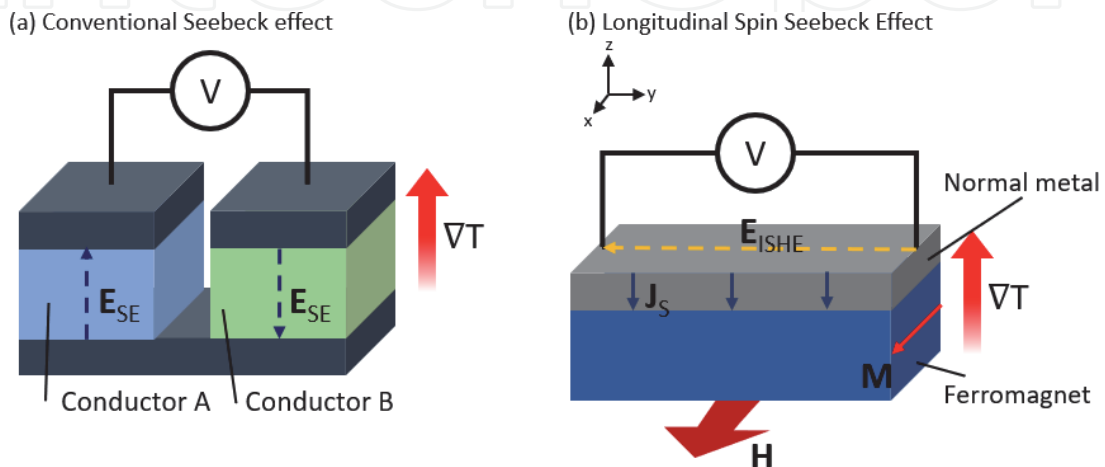 (a) Conventional Seebeck effect
V
∇T
E_SE
E_SE
Conductor A
Conductor B
(b) Longitudinal Spin Seebeck Effect
z
y
x
V
Normal metal
E_ISHE
J_S
∇T
M
Ferromagnet
H